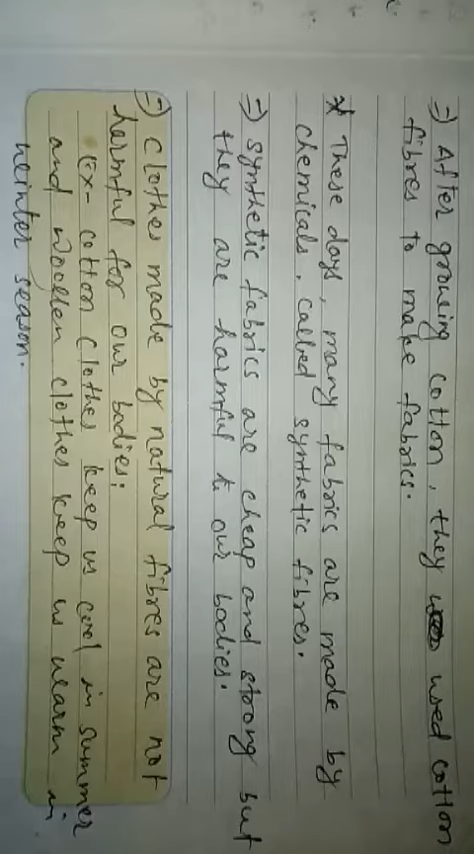 =) After growing cotton, they used cotton
fibres to make fabrics.
* These days, many fabrics are made by
chemicals, called synthetic fibres.
=) synthetic fabrics are cheap and strong but
they are harmful to our bodies.
=) Clothes made by natural fibres are not
harmful for our bodies:
Ex- cotton clothes keep us cool in summer
and woollen clothes keep us warm in
winter season.